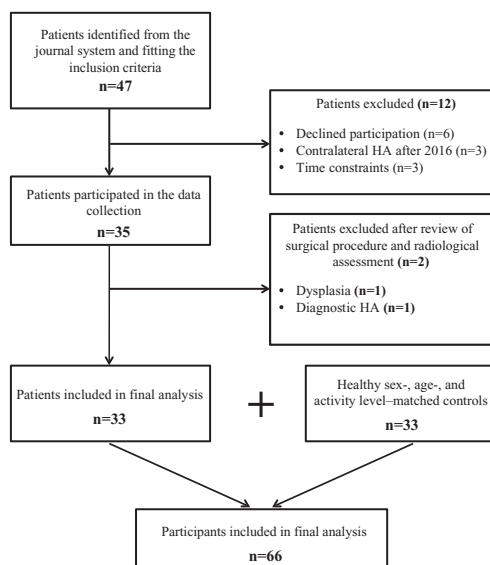 Patients identified from the
journal system and fitting the
inclusion criteria
n=47
Patients excluded (n=12)
• Declined participation (n=6)
• Contralateral HA after 2016 (n=3)
• Time constraints (n=3)
Patients participated in the data
collection
n=35
Patients excluded after review of
surgical procedure and radiological
assessment (n=2)
• Dysplasia (n=1)
• Diagnostic HA (n=1)
Patients included in final analysis
n=33
+
Healthy sex-, age-, and
activity level–matched controls
n=33
Participants included in final analysis
n=66